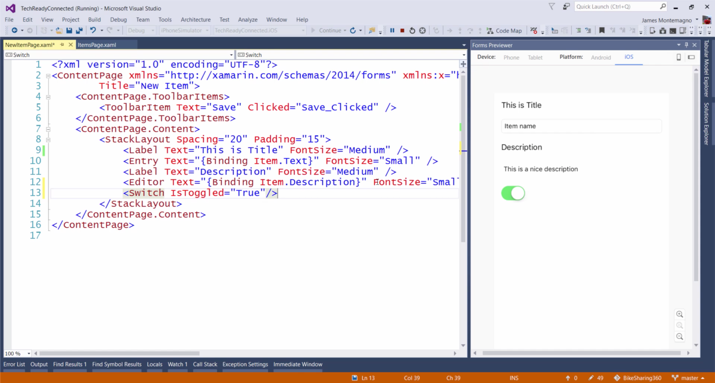 TechReadyConnected (Running) - Microsoft Visual Studio
Quick Launch (Ctrl+Q)
File Edit View Project Build Debug Team Tools Architecture Test Analyze Window Help
James Montemagno
Debug iPhoneSimulator TechReadyConnected.iOS Continue Code Map
NewItemPage.xaml* ItemsPage.xaml
Switch Switch
1 <?xml version="1.0" encoding="UTF-8"?>
2 <ContentPage xmlns="http://xamarin.com/schemas/2014/forms" xmlns:x="h
3 Title="New Item">
4 <ContentPage.ToolbarItems>
5 <ToolbarItem Text="Save" Clicked="Save_Clicked" />
6 </ContentPage.ToolbarItems>
7 <ContentPage.Content>
8 <StackLayout Spacing="20" Padding="15">
9 <Label Text="This is Title" FontSize="Medium" />
10 <Entry Text="{Binding Item.Text}" FontSize="Small" />
11 <Label Text="Description" FontSize="Medium" />
12 <Editor Text="{Binding Item.Description}" FontSize="Smal
13 <Switch IsToggled="True"/>
14 </StackLayout>
15 </ContentPage.Content>
16 </ContentPage>
17
100 %
Forms Previewer
Device: Phone Tablet Platform: Android iOS
This is Title
Item name
Description
This is a nice description
Tabular Model Explorer
Solution Explorer
Error List Output Find Results 1 Find Symbol Results Locals Watch 1 Call Stack Exception Settings Immediate Window
Ln 13 Col 39 Ch 39 INS 0 49 BikeSharing360 master